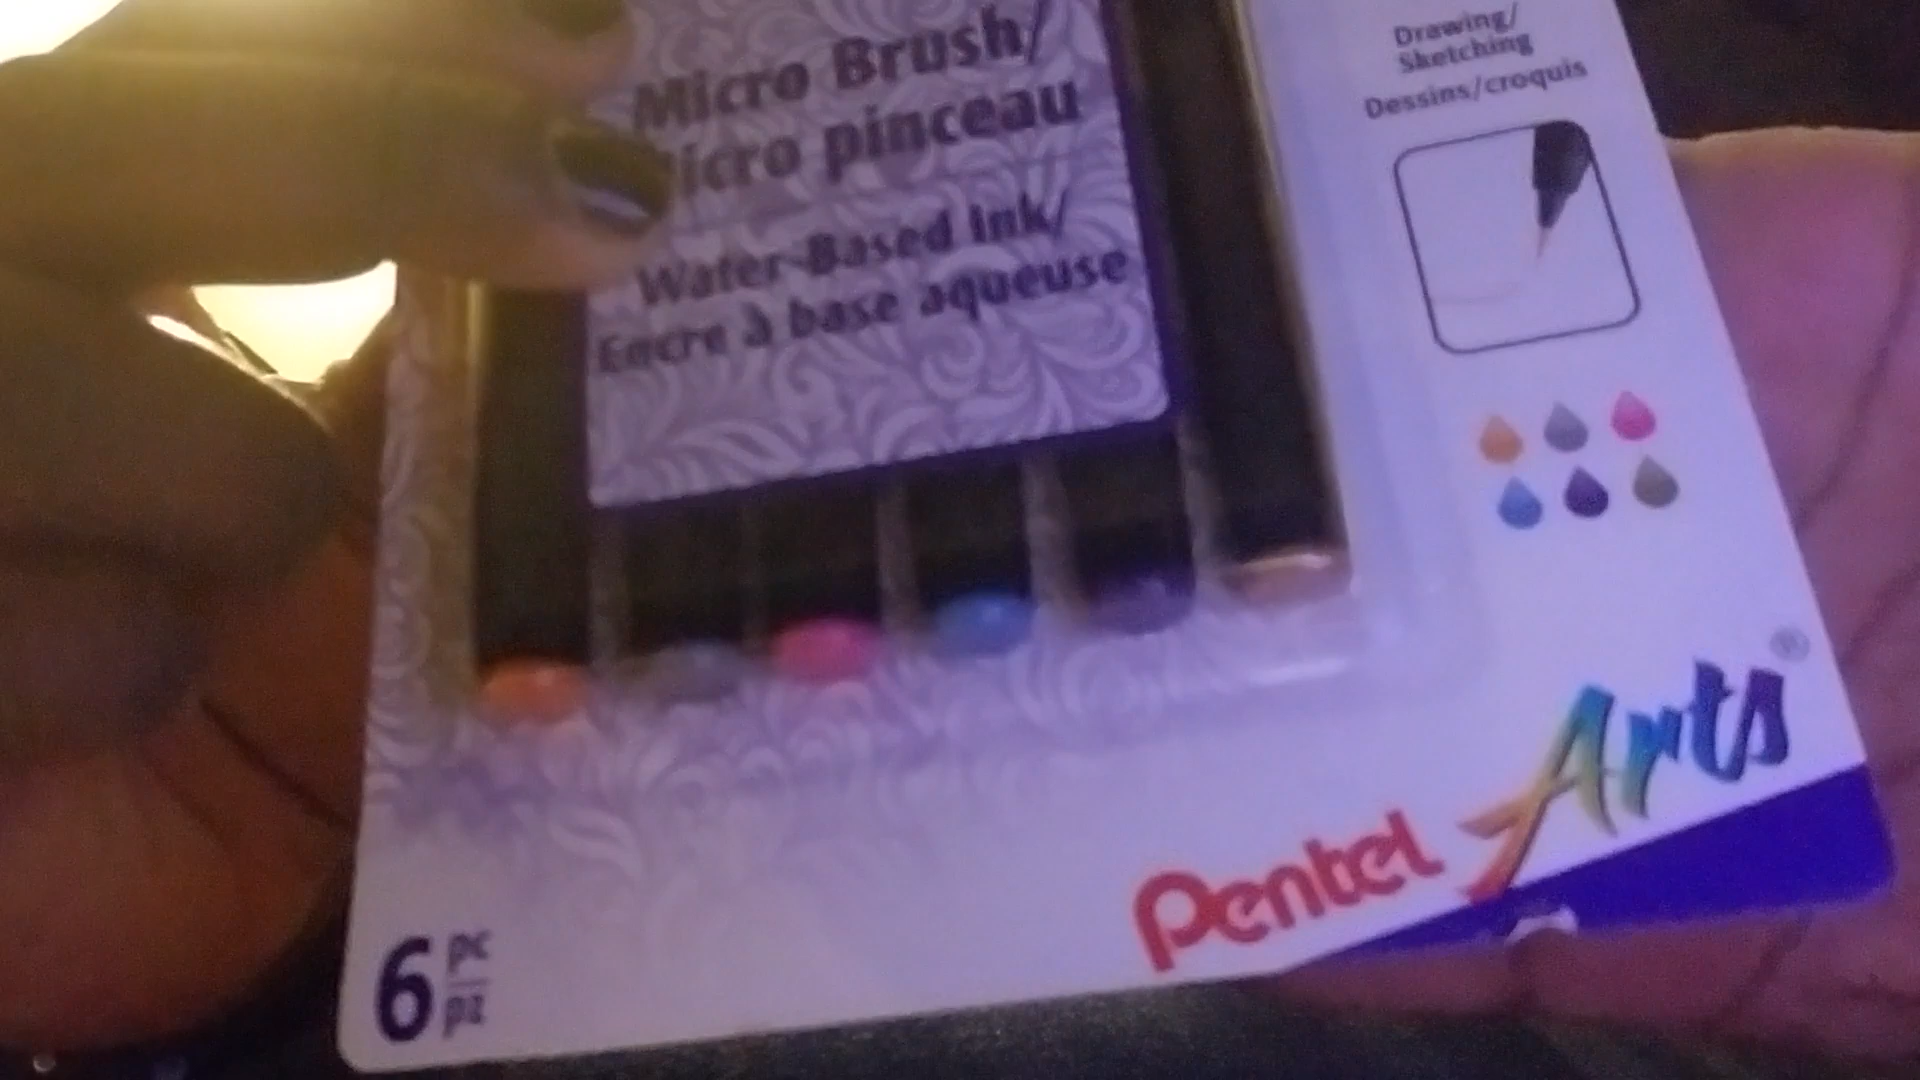 Micro Brush/
icro pinceau
Water-Based Ink/
Encre à base aqueuse
Drawing/
Sketching
Dessins/croquis
Pentel Arts®
6 pc
pz